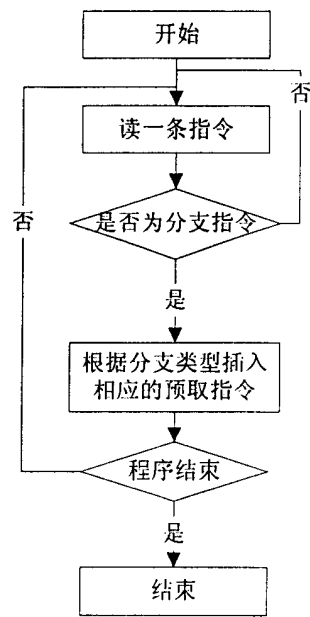 开始
否
读一条指令
否
是否为分支指令
是
根据分支类型插入
相应的预取指令
程序结束
是
结束